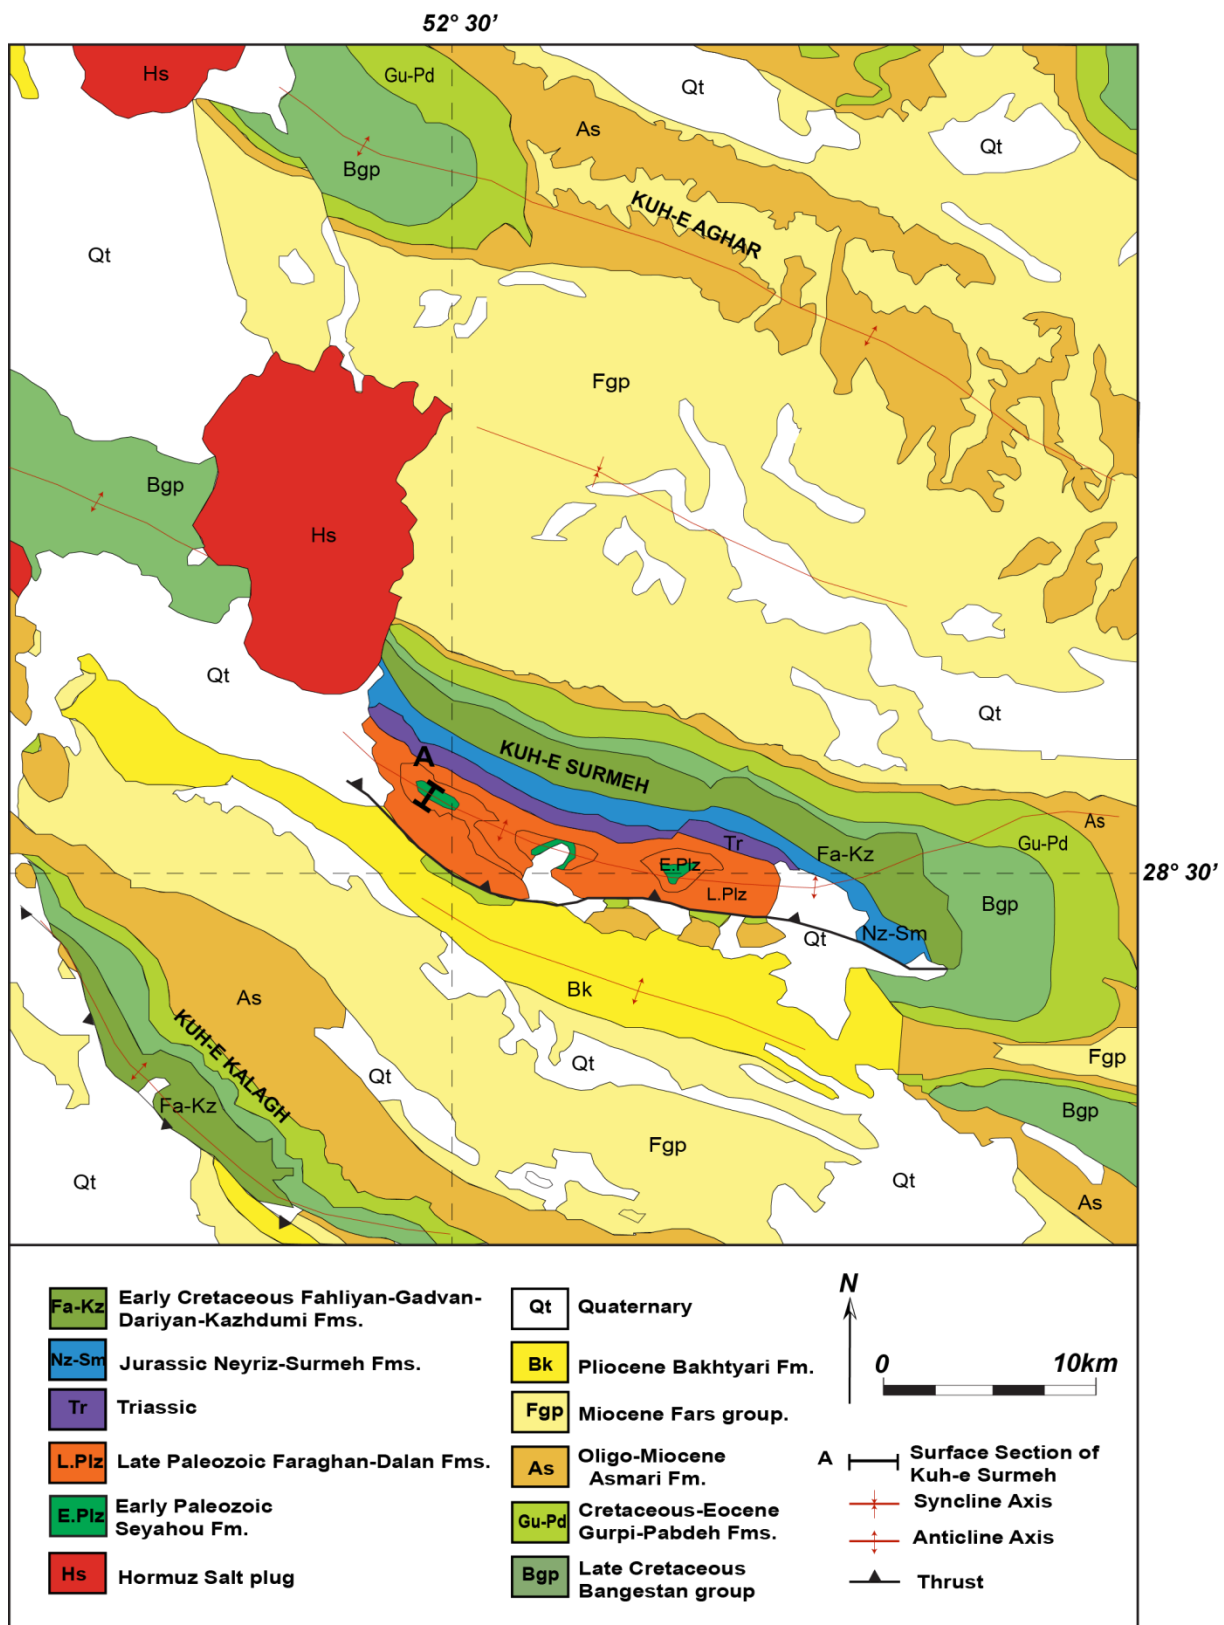 52° 30’
Hs
Gu-Pd
Qt
As
Qt
Bgp
KUH-E AGHAR
Qt
Fgp
Bgp
Hs
Qt
Qt
A
KUH-E SURMEH
As
Tr
Fa-Kz
Gu-Pd
E.Plz
28° 30’
L.Plz
Bgp
Qt
Nz-Sm
Bk
As
KUH-E KALAGH
Fgp
Qt
Qt
Fa-Kz
Bgp
Fgp
Qt
Qt
As
Fa-Kz Early Cretaceous Fahliyan-Gadvan-
Dariyan-Kazhdumi Fms.
Nz-Sm Jurassic Neyriz-Surmeh Fms.
Tr Triassic
L.Plz Late Paleozoic Faraghan-Dalan Fms.
E.Plz Early Paleozoic
Seyahou Fm.
Hs Hormuz Salt plug
Qt Quaternary
Bk Pliocene Bakhtyari Fm.
Fgp Miocene Fars group.
As Oligo-Miocene
Asmari Fm.
Gu-Pd Cretaceous-Eocene
Gurpi-Pabdeh Fms.
Bgp Late Cretaceous
Bangestan group
N
0 10km
A Surface Section of
Kuh-e Surmeh
Syncline Axis
Anticline Axis
Thrust